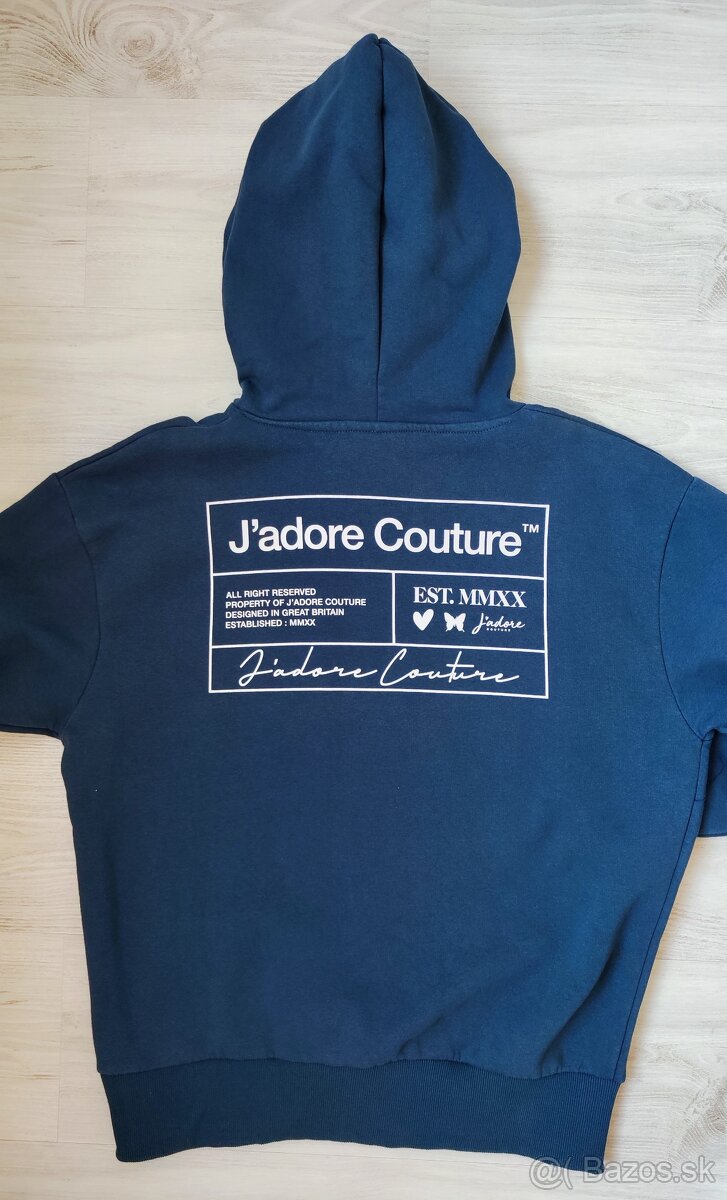 J'adore Couture™
ALL RIGHT RESERVED
PROPERTY OF J'ADORE COUTURE
DESIGNED IN GREAT BRITAIN
ESTABLISHED : MMXX
EST. MMXX
J'adore
COUTURE
J'adore Couture
@( Bazos.sk